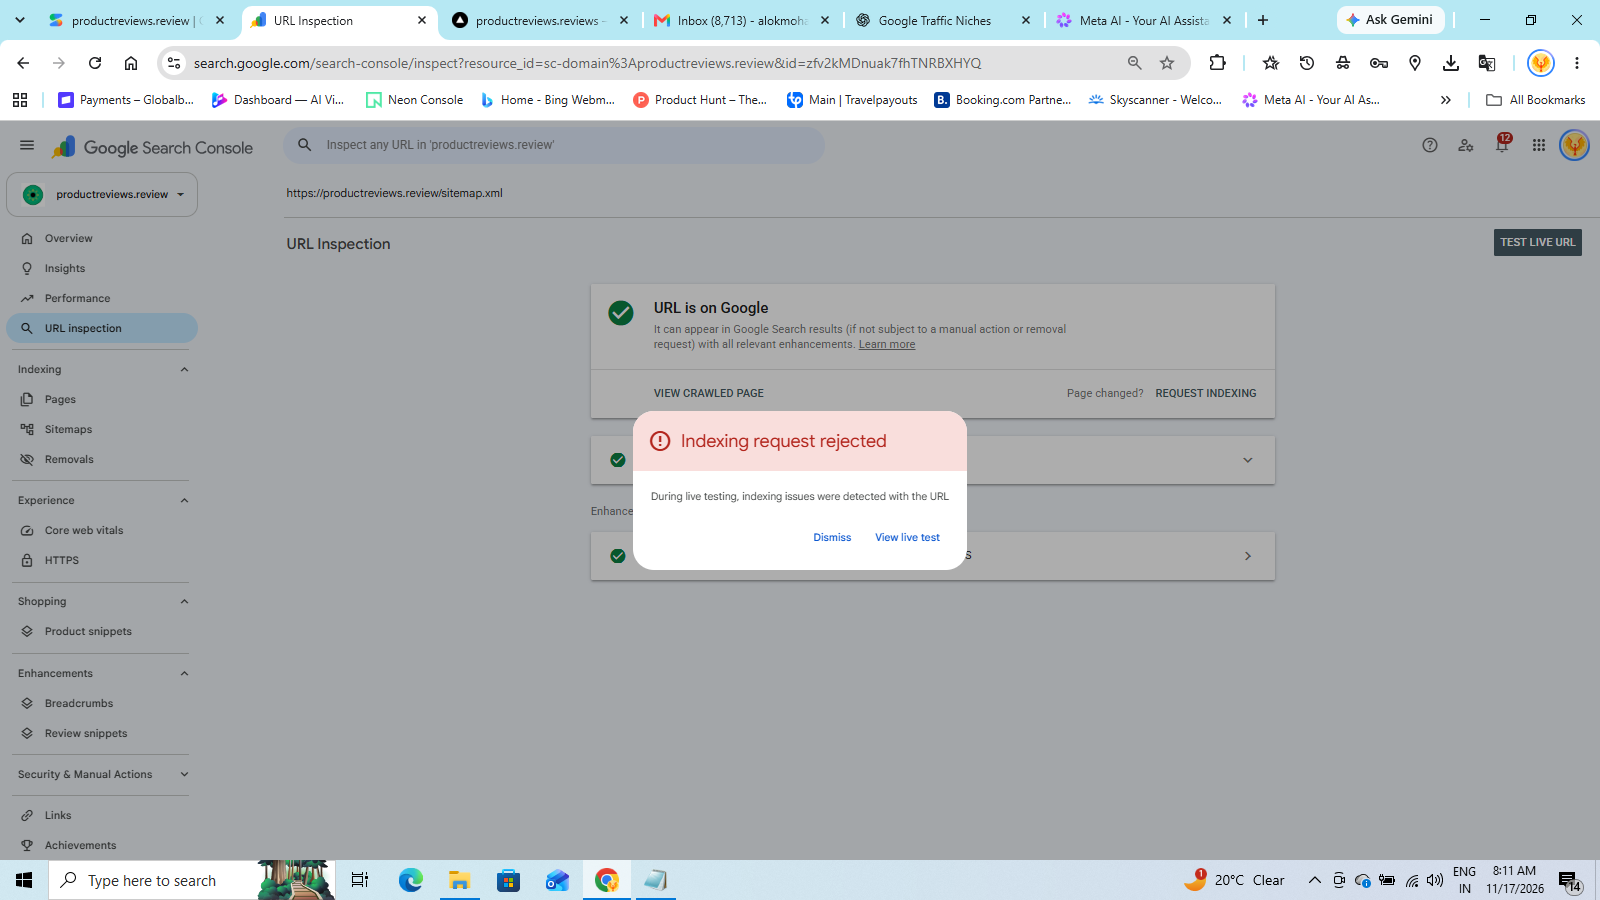 productreviews.review | G
URL Inspection
productreviews.reviews –
Inbox (8,713) - alokmoha
Google Traffic Niches
Meta AI - Your AI Assista
Ask Gemini
search.google.com/search-console/inspect?resource_id=sc-domain%3Aproductreviews.review&id=zfv2kMDnuak7fhTNRBXHYQ
Payments – Globalb...
Dashboard — AI Vi...
Neon Console
Home - Bing Webm...
Product Hunt – The...
Main | Travelpayouts
Booking.com Partne...
Skyscanner - Welco...
Meta AI - Your AI As...
All Bookmarks
Google Search Console
Inspect any URL in 'productreviews.review'
12
productreviews.review
https://productreviews.review/sitemap.xml
Overview
Insights
Performance
URL inspection
Indexing
Pages
Sitemaps
Removals
Experience
Core web vitals
HTTPS
Shopping
Product snippets
Enhancements
Breadcrumbs
Review snippets
Security & Manual Actions
Links
Achievements
URL Inspection
TEST LIVE URL
URL is on Google
It can appear in Google Search results (if not subject to a manual action or removal
request) with all relevant enhancements. Learn more
VIEW CRAWLED PAGE
Page changed?
REQUEST INDEXING
Indexing request rejected
During live testing, indexing issues were detected with the URL
Dismiss
View live test
Enhance
Type here to search
1
20°C Clear
ENG
IN
8:11 AM
11/17/2026
14